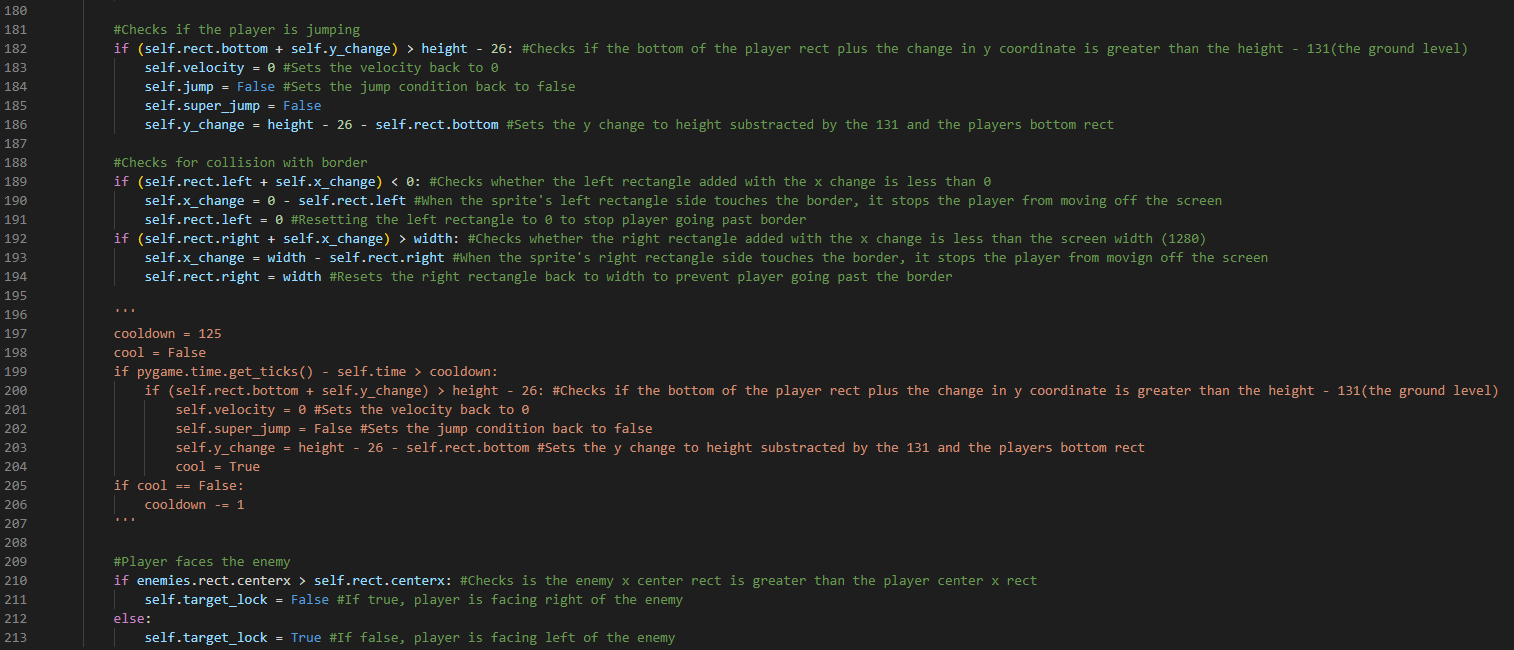 180
181 #Checks if the player is jumping
182 if (self.rect.bottom + self.y_change) > height - 26: #Checks if the bottom of the player rect plus the change in y coordinate is greater than the height - 131(the ground level)
183 self.velocity = 0 #Sets the velocity back to 0
184 self.jump = False #Sets the jump condition back to false
185 self.super_jump = False
186 self.y_change = height - 26 - self.rect.bottom #Sets the y change to height substracted by the 131 and the players bottom rect
187
188 #Checks for collision with border
189 if (self.rect.left + self.x_change) < 0: #Checks whether the left rectangle added with the x change is less than 0
190 self.x_change = 0 - self.rect.left #When the sprite's left rectangle side touches the border, it stops the player from moving off the screen
191 self.rect.left = 0 #Resetting the left rectangle to 0 to stop player going past border
192 if (self.rect.right + self.x_change) > width: #Checks whether the right rectangle added with the x change is less than the screen width (1280)
193 self.x_change = width - self.rect.right #When the sprite's right rectangle side touches the border, it stops the player from movign off the screen
194 self.rect.right = width #Resets the right rectangle back to width to prevent player going past the border
195
196 '''
197 cooldown = 125
198 cool = False
199 if pygame.time.get_ticks() - self.time > cooldown:
200 if (self.rect.bottom + self.y_change) > height - 26: #Checks if the bottom of the player rect plus the change in y coordinate is greater than the height - 131(the ground level)
201 self.velocity = 0 #Sets the velocity back to 0
202 self.super_jump = False #Sets the jump condition back to false
203 self.y_change = height - 26 - self.rect.bottom #Sets the y change to height substracted by the 131 and the players bottom rect
204 cool = True
205 if cool == False:
206 cooldown -= 1
207 '''
208
209 #Player faces the enemy
210 if enemies.rect.centerx > self.rect.centerx: #Checks is the enemy x center rect is greater than the player center x rect
211 self.target_lock = False #If true, player is facing right of the enemy
212 else:
213 self.target_lock = True #If false, player is facing left of the enemy